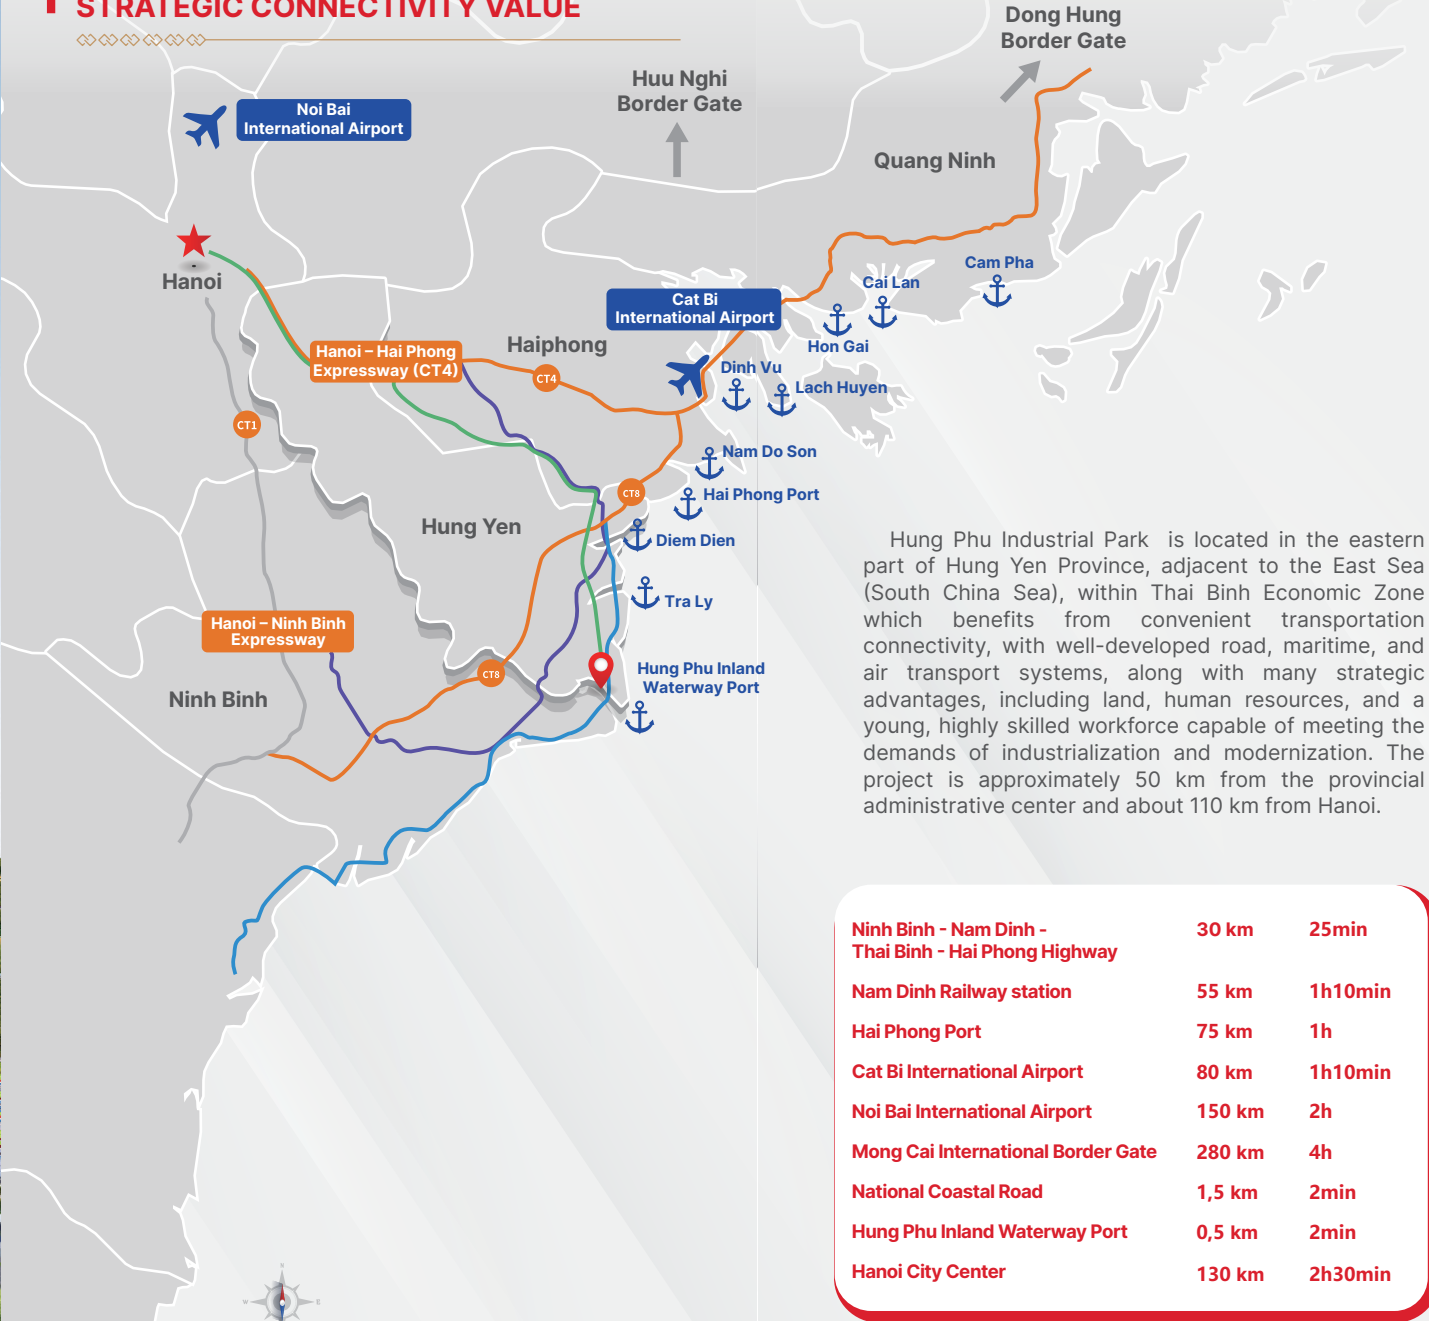 STRATEGIC CONNECTIVITY VALUE
Dong Hung
Border Gate
Huu Nghi
Border Gate
Noi Bai
International Airport
Quang Ninh
Hanoi
Cam Pha
Cai Lan
Cat Bi
International Airport
Hon Gai
Haiphong
Hanoi – Hai Phong
Expressway (CT4)
CT4
Dinh Vu
Lach Huyen
CT1
Nam Do Son
CT8
Hai Phong Port
Hung Yen
Diem Dien
Tra Ly
Hanoi – Ninh Binh
Expressway
CT8
Hung Phu Inland
Waterway Port
Ninh Binh
Hung Phu Industrial Park is located in the eastern
part of Hung Yen Province, adjacent to the East Sea
(South China Sea), within Thai Binh Economic Zone
which benefits from convenient transportation
connectivity, with well-developed road, maritime, and
air transport systems, along with many strategic
advantages, including land, human resources, and a
young, highly skilled workforce capable of meeting the
demands of industrialization and modernization. The
project is approximately 50 km from the provincial
administrative center and about 110 km from Hanoi.
Ninh Binh - Nam Dinh - 30 km 25min
Thai Binh - Hai Phong Highway
Nam Dinh Railway station 55 km 1h10min
Hai Phong Port 75 km 1h
Cat Bi International Airport 80 km 1h10min
Noi Bai International Airport 150 km 2h
Mong Cai International Border Gate 280 km 4h
National Coastal Road 1,5 km 2min
Hung Phu Inland Waterway Port 0,5 km 2min
Hanoi City Center 130 km 2h30min
N
W E